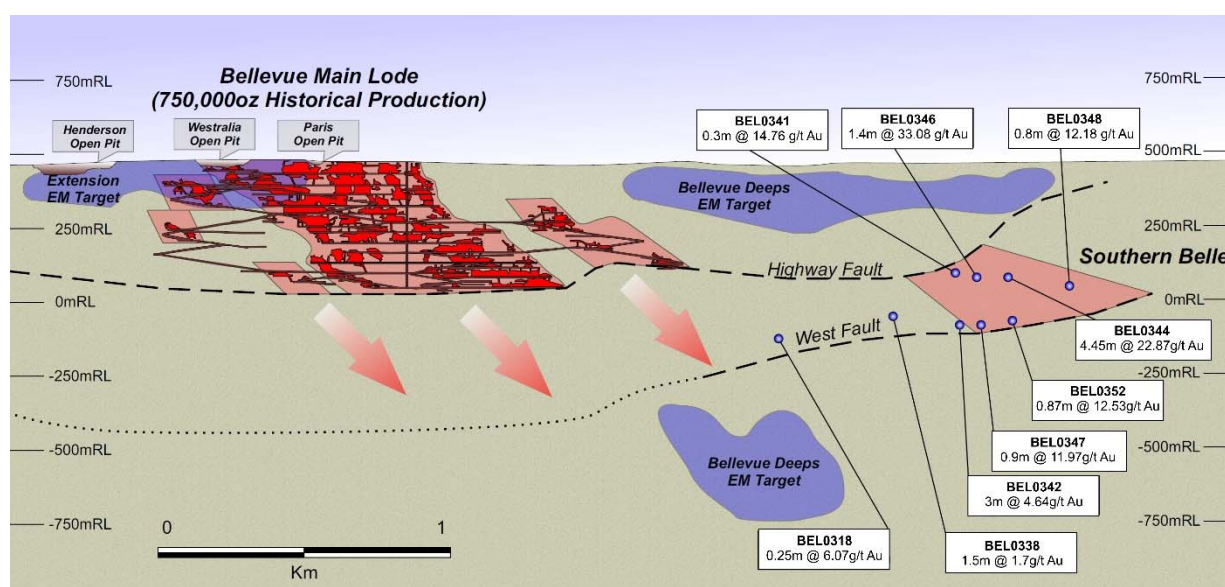 Bellevue Main Lode
(750,000oz Historical Production)
750mRL
750mRL
Henderson
Open Pit
Westralia
Open Pit
Paris
Open Pit
BEL0341
0.3m @ 14.76 g/t Au
BEL0346
1.4m @ 33.08 g/t Au
BEL0348
0.8m @ 12.18 g/t Au
500mRL
500mRL
Extension
EM Target
Bellevue Deeps
EM Target
250mRL
250mRL
Highway Fault
Southern Belle
0mRL
0mRL
West Fault
BEL0344
4.45m @ 22.87g/t Au
-250mRL
-250mRL
BEL0352
0.87m @ 12.53g/t Au
BEL0347
0.9m @ 11.97g/t Au
-500mRL
-500mRL
Bellevue Deeps
EM Target
BEL0342
3m @ 4.64g/t Au
-750mRL
-750mRL
0
1
Km
BEL0318
0.25m @ 6.07g/t Au
BEL0338
1.5m @ 1.7g/t Au